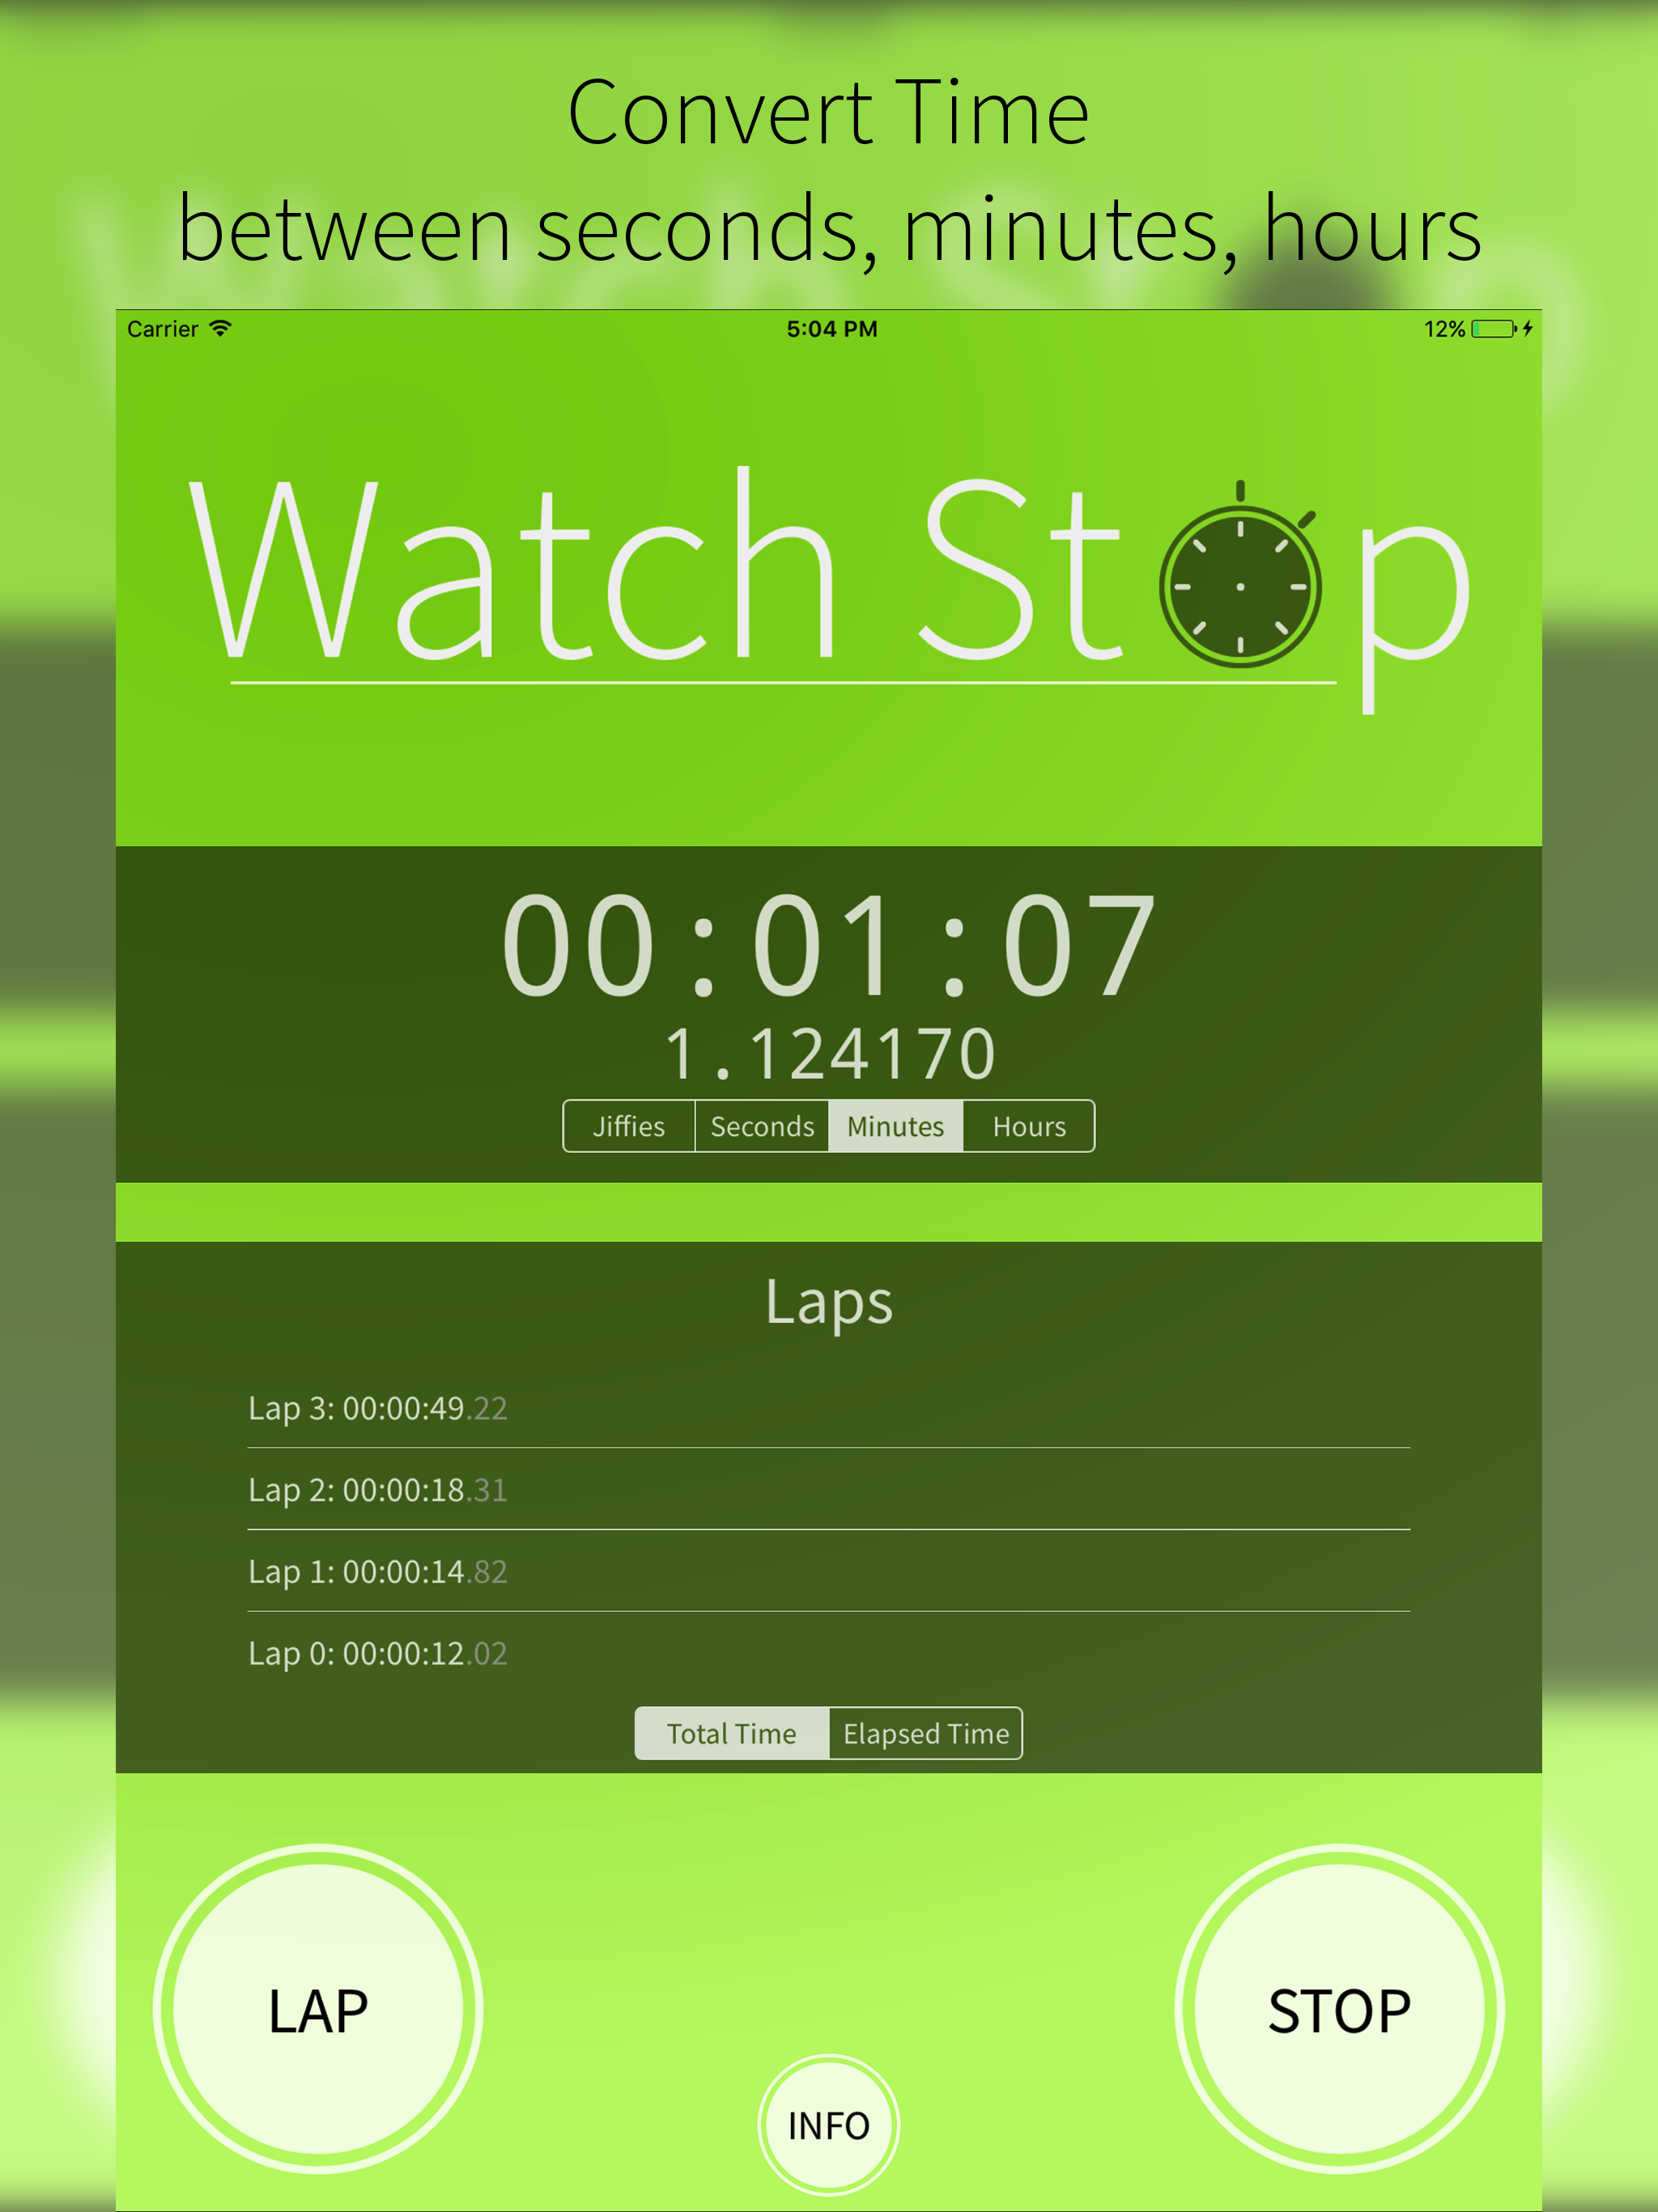 Convert Time
between seconds, minutes, hours
Carrier 5:04 PM 12%
Watch Stop
00:01:07
1.124170
Jiffies Seconds Minutes Hours
Laps
Lap 3: 00:00:49.22
Lap 2: 00:00:18.31
Lap 1: 00:00:14.82
Lap 0: 00:00:12.02
Total Time Elapsed Time
LAP STOP
INFO